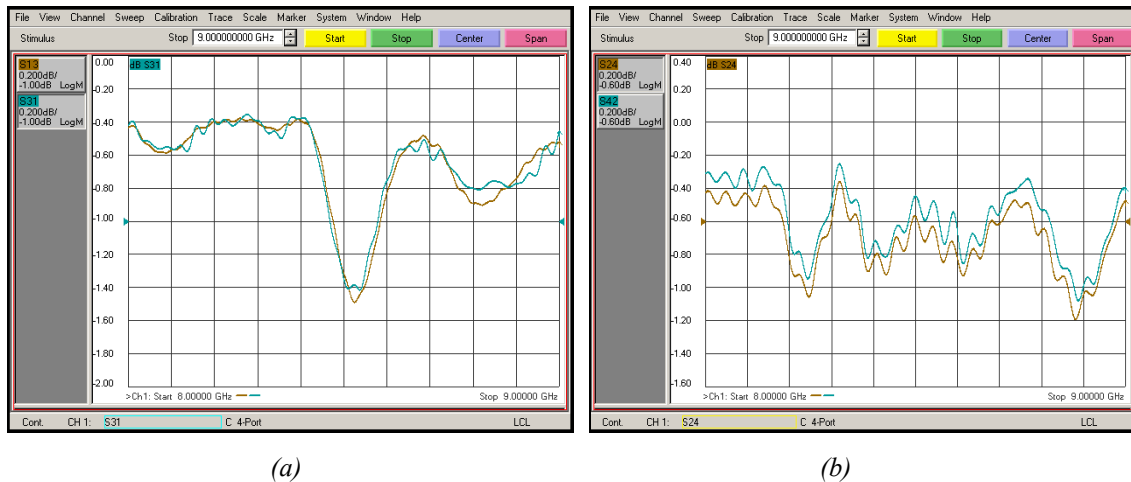 File View Channel Sweep Calibration Trace Scale Marker System Window Help
Stimulus Stop 9.000000000 GHz Start Stop Center Span
S13
0.200dB/
-1.00dB LogM
S31
0.200dB/
-1.00dB LogM
dB S31
0.00
-0.20
-0.40
-0.60
-0.80
-1.00
-1.20
-1.40
-1.60
-1.80
-2.00
>Ch1: Start 8.00000 GHz Stop 9.00000 GHz
Cont. CH 1: S31 C 4-Port LCL
(a)
File View Channel Sweep Calibration Trace Scale Marker System Window Help
Stimulus Stop 9.000000000 GHz Start Stop Center Span
S24
0.200dB/
-0.60dB LogM
S42
0.200dB/
-0.60dB LogM
dB S24
0.40
0.20
0.00
-0.20
-0.40
-0.60
-0.80
-1.00
-1.20
-1.40
-1.60
>Ch1: Start 8.00000 GHz Stop 9.00000 GHz
Cont. CH 1: S24 C 4-Port LCL
(b)